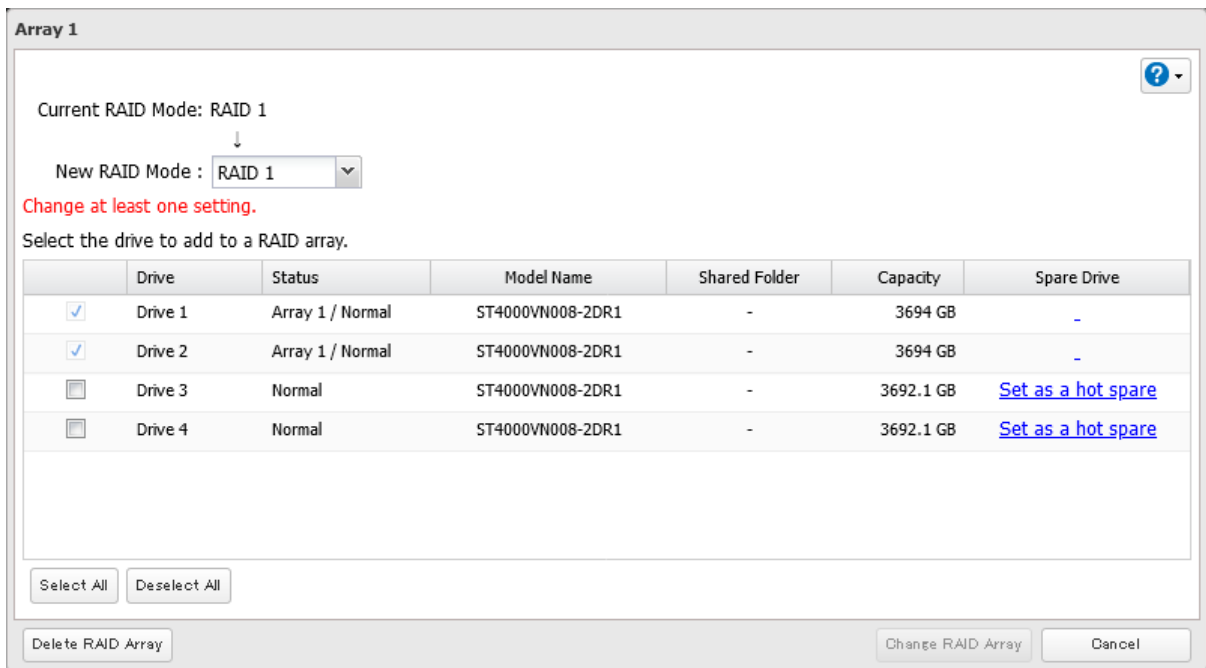 Array 1
?
Current RAID Mode: RAID 1
↓
New RAID Mode : RAID 1
Change at least one setting.
Select the drive to add to a RAID array.
Drive Status Model Name Shared Folder Capacity Spare Drive
Drive 1 Array 1 / Normal ST4000VN008-2DR1 - 3694 GB -
Drive 2 Array 1 / Normal ST4000VN008-2DR1 - 3694 GB -
Drive 3 Normal ST4000VN008-2DR1 - 3692.1 GB Set as a hot spare
Drive 4 Normal ST4000VN008-2DR1 - 3692.1 GB Set as a hot spare
Select All Deselect All
Delete RAID Array Change RAID Array Cancel